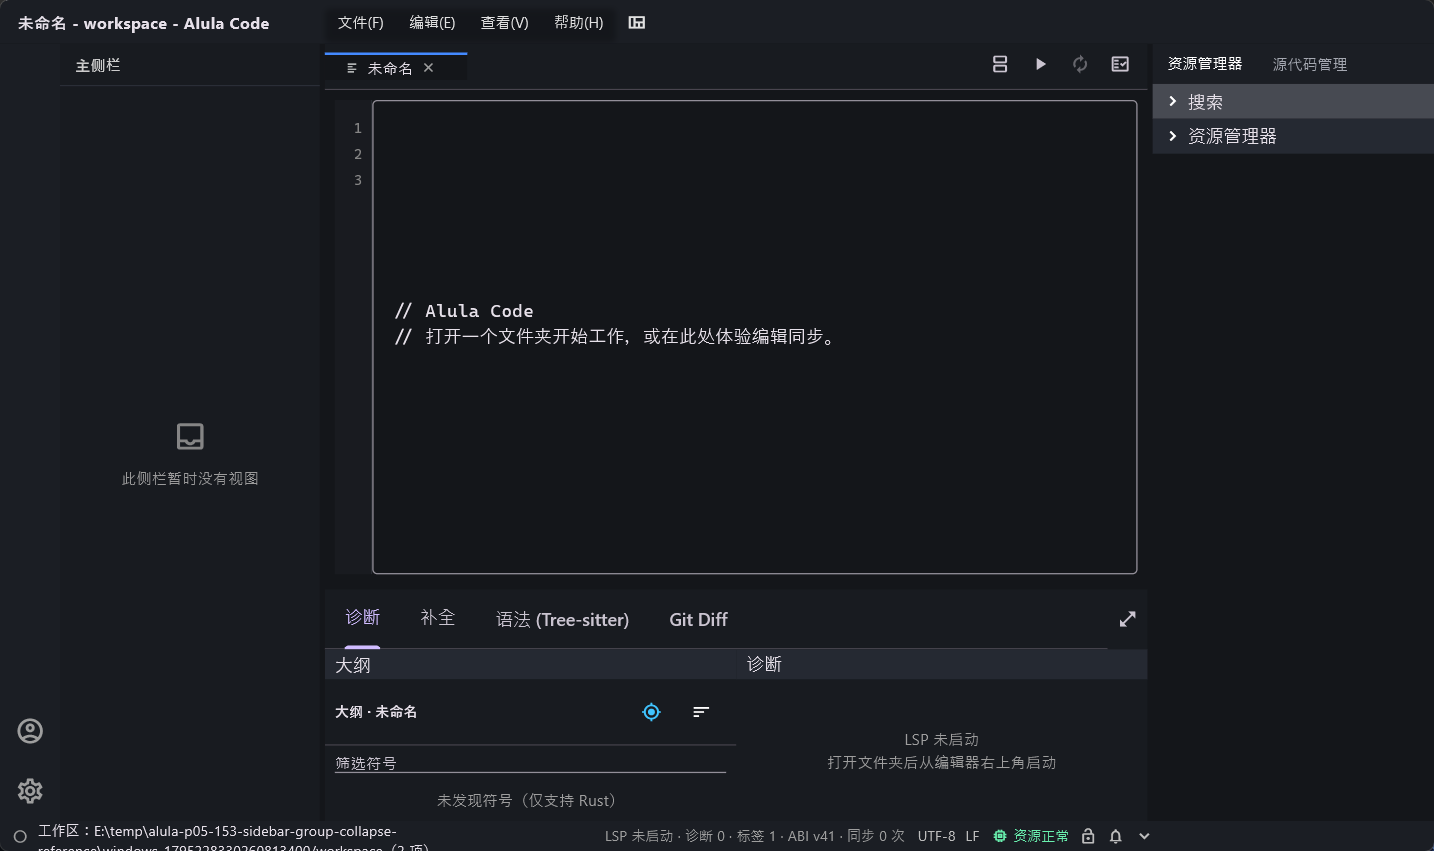 未命名 - workspace - Alula Code
文件(F) 编辑(E) 查看(V) 帮助(H)
主侧栏
未命名
资源管理器 源代码管理
搜索
资源管理器
1
2
3
// Alula Code
// 打开一个文件夹开始工作，或在此处体验编辑同步。
此侧栏暂时没有视图
诊断 补全 语法 (Tree-sitter) Git Diff
大纲
诊断
大纲 · 未命名
筛选符号
未发现符号（仅支持 Rust）
LSP 未启动
打开文件夹后从编辑器右上角启动
工作区：E:\temp\alula-p05-153-sidebar-group-collapse-
reference\windows-1795228330260813400/workspace（2 项）
LSP 未启动 · 诊断 0 · 标签 1 · ABI v41 · 同步 0 次 UTF-8 LF 资源正常